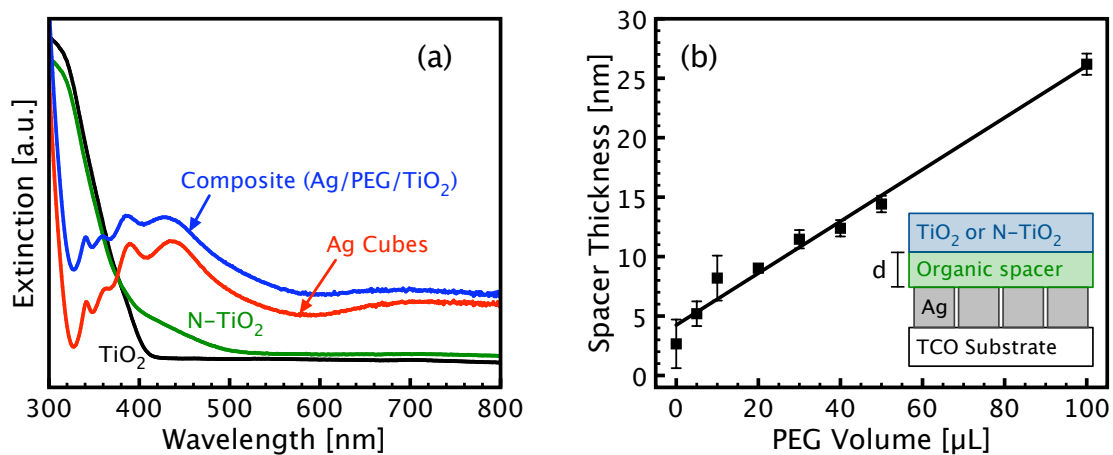 (a)
Extinction [a.u.]
Composite (Ag/PEG/TiO₂)
Ag Cubes
N-TiO₂
TiO₂
300 400 500 600 700 800
Wavelength [nm]
(b)
Spacer Thickness [nm]
30
25
20
15
10
5
0
TiO₂ or N-TiO₂
d
Organic spacer
Ag
TCO Substrate
0 20 40 60 80 100
PEG Volume [µL]